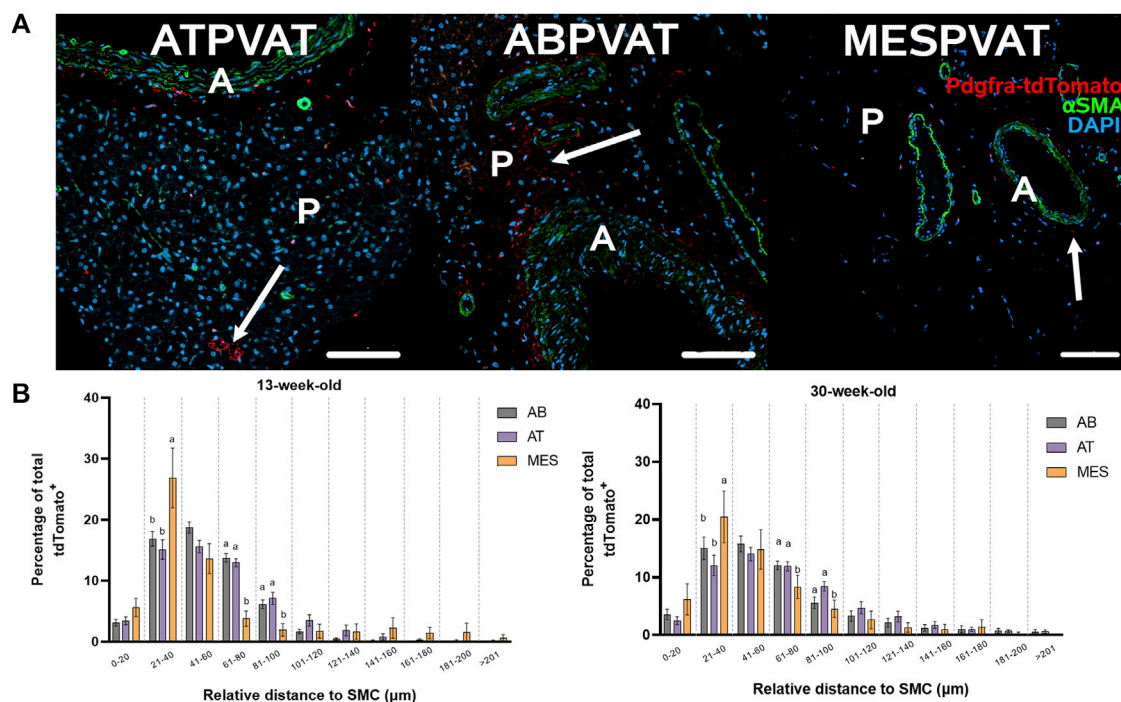 A
ATPVAT
ABPVAT
MESPVAT
A
P
P
A
P
A
Pdgfra-tdTomato
αSMA
DAPI
B
13-week-old
Percentage of total
tdTomato+
40
30
20
10
0
b b a
a a b
a a b
AB
AT
MES
0-20 21-40 41-60 61-80 81-100 101-120 121-140 141-160 161-180 181-200 >201
Relative distance to SMC (μm)
30-week-old
Percentage of total
tdTomato+
40
30
20
10
0
b b a
a a b
a a b
AB
AT
MES
0-20 21-40 41-60 61-80 81-100 101-120 121-140 141-160 161-180 181-200 >201
Relative distance to SMC (μm)